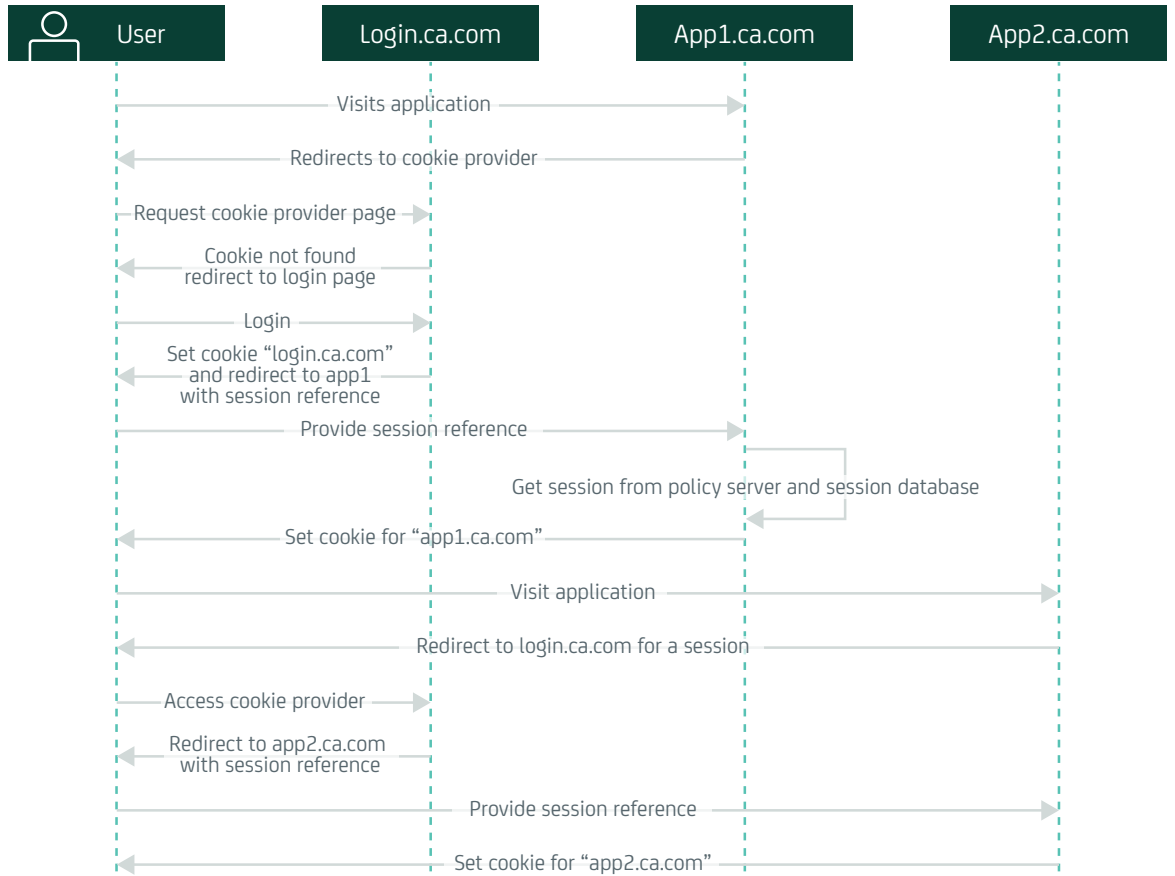 User
Login.ca.com
App1.ca.com
App2.ca.com
Visits application
Redirects to cookie provider
Request cookie provider page
Cookie not found
redirect to login page
Login
Set cookie “login.ca.com”
and redirect to app1
with session reference
Provide session reference
Get session from policy server and session database
Set cookie for “app1.ca.com”
Visit application
Redirect to login.ca.com for a session
Access cookie provider
Redirect to app2.ca.com
with session reference
Provide session reference
Set cookie for “app2.ca.com”